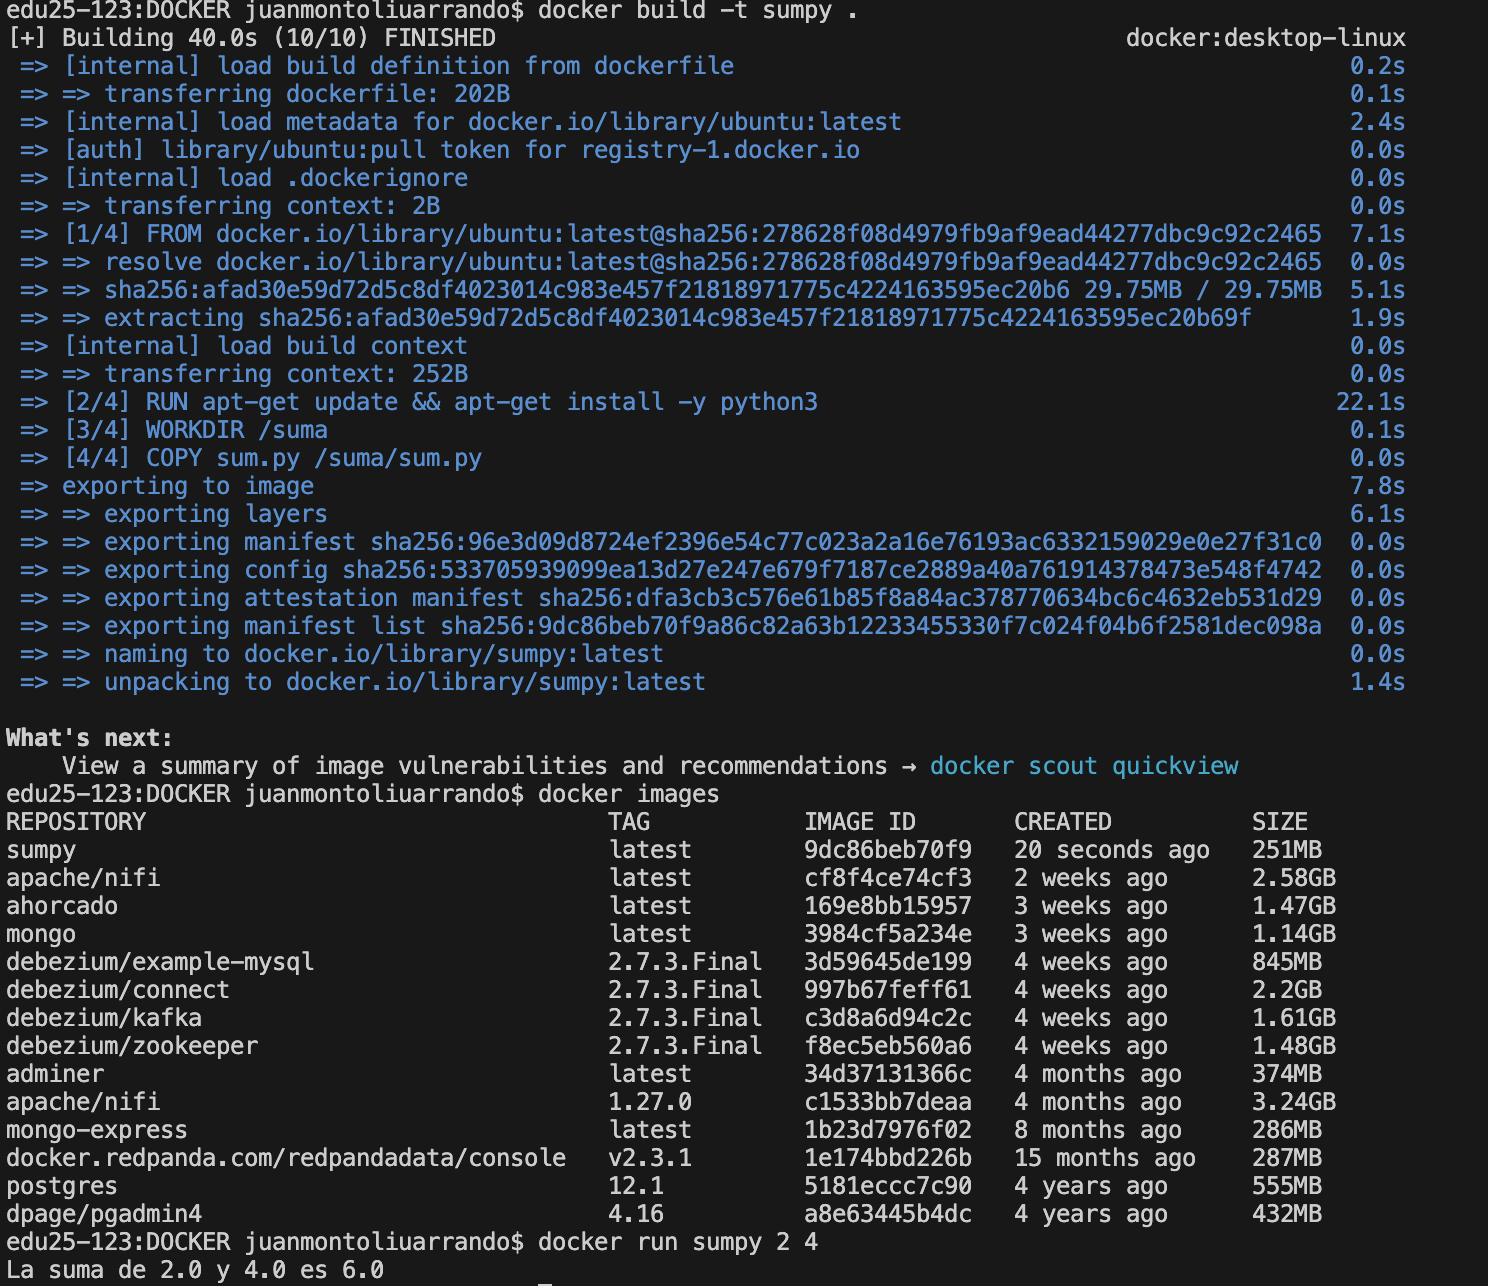 edu25-123:DOCKER juanmontoliuarrando$ docker build -t sumpy .
[+] Building 40.0s (10/10) FINISHED docker:desktop-linux
=> [internal] load build definition from dockerfile 0.2s
=> => transferring dockerfile: 202B 0.1s
=> [internal] load metadata for docker.io/library/ubuntu:latest 2.4s
=> [auth] library/ubuntu:pull token for registry-1.docker.io 0.0s
=> [internal] load .dockerignore 0.0s
=> => transferring context: 2B 0.0s
=> [1/4] FROM docker.io/library/ubuntu:latest@sha256:278628f08d4979fb9af9ead44277dbc9c92c2465 7.1s
=> => resolve docker.io/library/ubuntu:latest@sha256:278628f08d4979fb9af9ead44277dbc9c92c2465 0.0s
=> => sha256:afad30e59d72d5c8df4023014c983e457f21818971775c4224163595ec20b6 29.75MB / 29.75MB 5.1s
=> => extracting sha256:afad30e59d72d5c8df4023014c983e457f21818971775c4224163595ec20b69f 1.9s
=> [internal] load build context 0.0s
=> => transferring context: 252B 0.0s
=> [2/4] RUN apt-get update && apt-get install -y python3 22.1s
=> [3/4] WORKDIR /suma 0.1s
=> [4/4] COPY sum.py /suma/sum.py 0.0s
=> exporting to image 7.8s
=> => exporting layers 6.1s
=> => exporting manifest sha256:96e3d09d8724ef2396e54c77c023a2a16e76193ac6332159029e0e27f31c0 0.0s
=> => exporting config sha256:533705939099ea13d27e247e679f7187ce2889a40a761914378473e548f4742 0.0s
=> => exporting attestation manifest sha256:dfa3cb3c576e61b85f8a84ac378770634bc6c4632eb531d29 0.0s
=> => exporting manifest list sha256:9dc86beb70f9a86c82a63b12233455330f7c024f04b6f2581dec098a 0.0s
=> => naming to docker.io/library/sumpy:latest 0.0s
=> => unpacking to docker.io/library/sumpy:latest 1.4s
What's next:
View a summary of image vulnerabilities and recommendations → docker scout quickview
edu25-123:DOCKER juanmontoliuarrando$ docker images
REPOSITORY TAG IMAGE ID CREATED SIZE
sumpy latest 9dc86beb70f9 20 seconds ago 251MB
apache/nifi latest cf8f4ce74cf3 2 weeks ago 2.58GB
ahorcado latest 169e8bb15957 3 weeks ago 1.47GB
mongo latest 3984cf5a234e 3 weeks ago 1.14GB
debezium/example-mysql 2.7.3.Final 3d59645de199 4 weeks ago 845MB
debezium/connect 2.7.3.Final 997b67feff61 4 weeks ago 2.2GB
debezium/kafka 2.7.3.Final c3d8a6d94c2c 4 weeks ago 1.61GB
debezium/zookeeper 2.7.3.Final f8ec5eb560a6 4 weeks ago 1.48GB
adminer latest 34d37131366c 4 months ago 374MB
apache/nifi 1.27.0 c1533bb7deaa 4 months ago 3.24GB
mongo-express latest 1b23d7976f02 8 months ago 286MB
docker.redpanda.com/redpandadata/console v2.3.1 1e174bbd226b 15 months ago 287MB
postgres 12.1 5181eccc7c90 4 years ago 555MB
dpage/pgadmin4 4.16 a8e63445b4dc 4 years ago 432MB
edu25-123:DOCKER juanmontoliuarrando$ docker run sumpy 2 4
La suma de 2.0 y 4.0 es 6.0